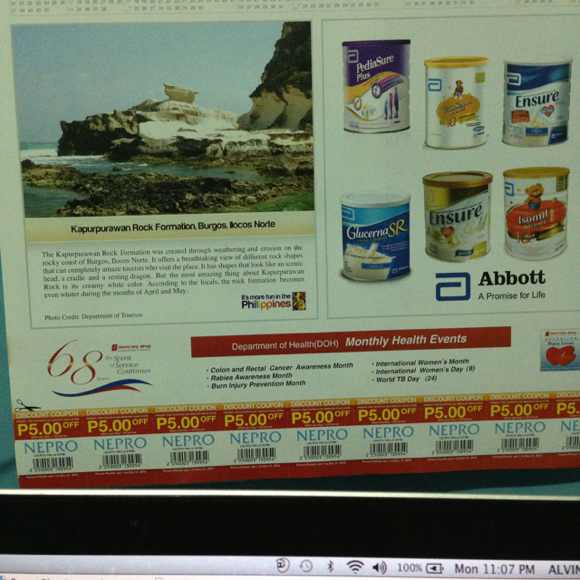 PediaSure
Plus
Ensure
GlucernaSR
Ensure
Isomil
Abbott
A Promise for Life
Kapurpurawan Rock Formation, Burgos, Ilocos Norte
The Kapurpurawan Rock Formation was created through weathering and erosion on the
rocky coast of Burgos, Ilocos Norte. It offers a breathtaking view of different rock shapes
that can completely amaze tourists who visit the place. It has shapes that look like an iconic
head, a cradle and a resting dragon. But the most amazing thing about Kapurpurawan
Rock is its creamy white color. According to the locals, the rock formation becomes
even whiter during the months of April and May.
Photo Credit: Department of Tourism
It's more fun in the
Philippines
68
the Spirit
of Service
Continues
Years
Department of Health(DOH) Monthly Health Events
• Colon and Rectal Cancer Awareness Month
• Rabies Awareness Month
• Burn Injury Prevention Month
• International Women's Month
• International Women's Day (8)
• World TB Day (24)
DISCOUNT COUPON DISCOUNT COUPON DISCOUNT COUPON DISCOUNT COUPON DISCOUNT COUPON DISCOUNT COUPON DISCOUNT COUPON DISCOUNT COUPON
P5.00 OFF P5.00 OFF P5.00 OFF P5.00 OFF P5.00 OFF P5.00 OFF P5.00 OFF P5.00 OFF P5
NEPRO NEPRO NEPRO NEPRO NEPRO NEPRO NEPRO NEPRO
100% Mon 11:07 PM ALVIN